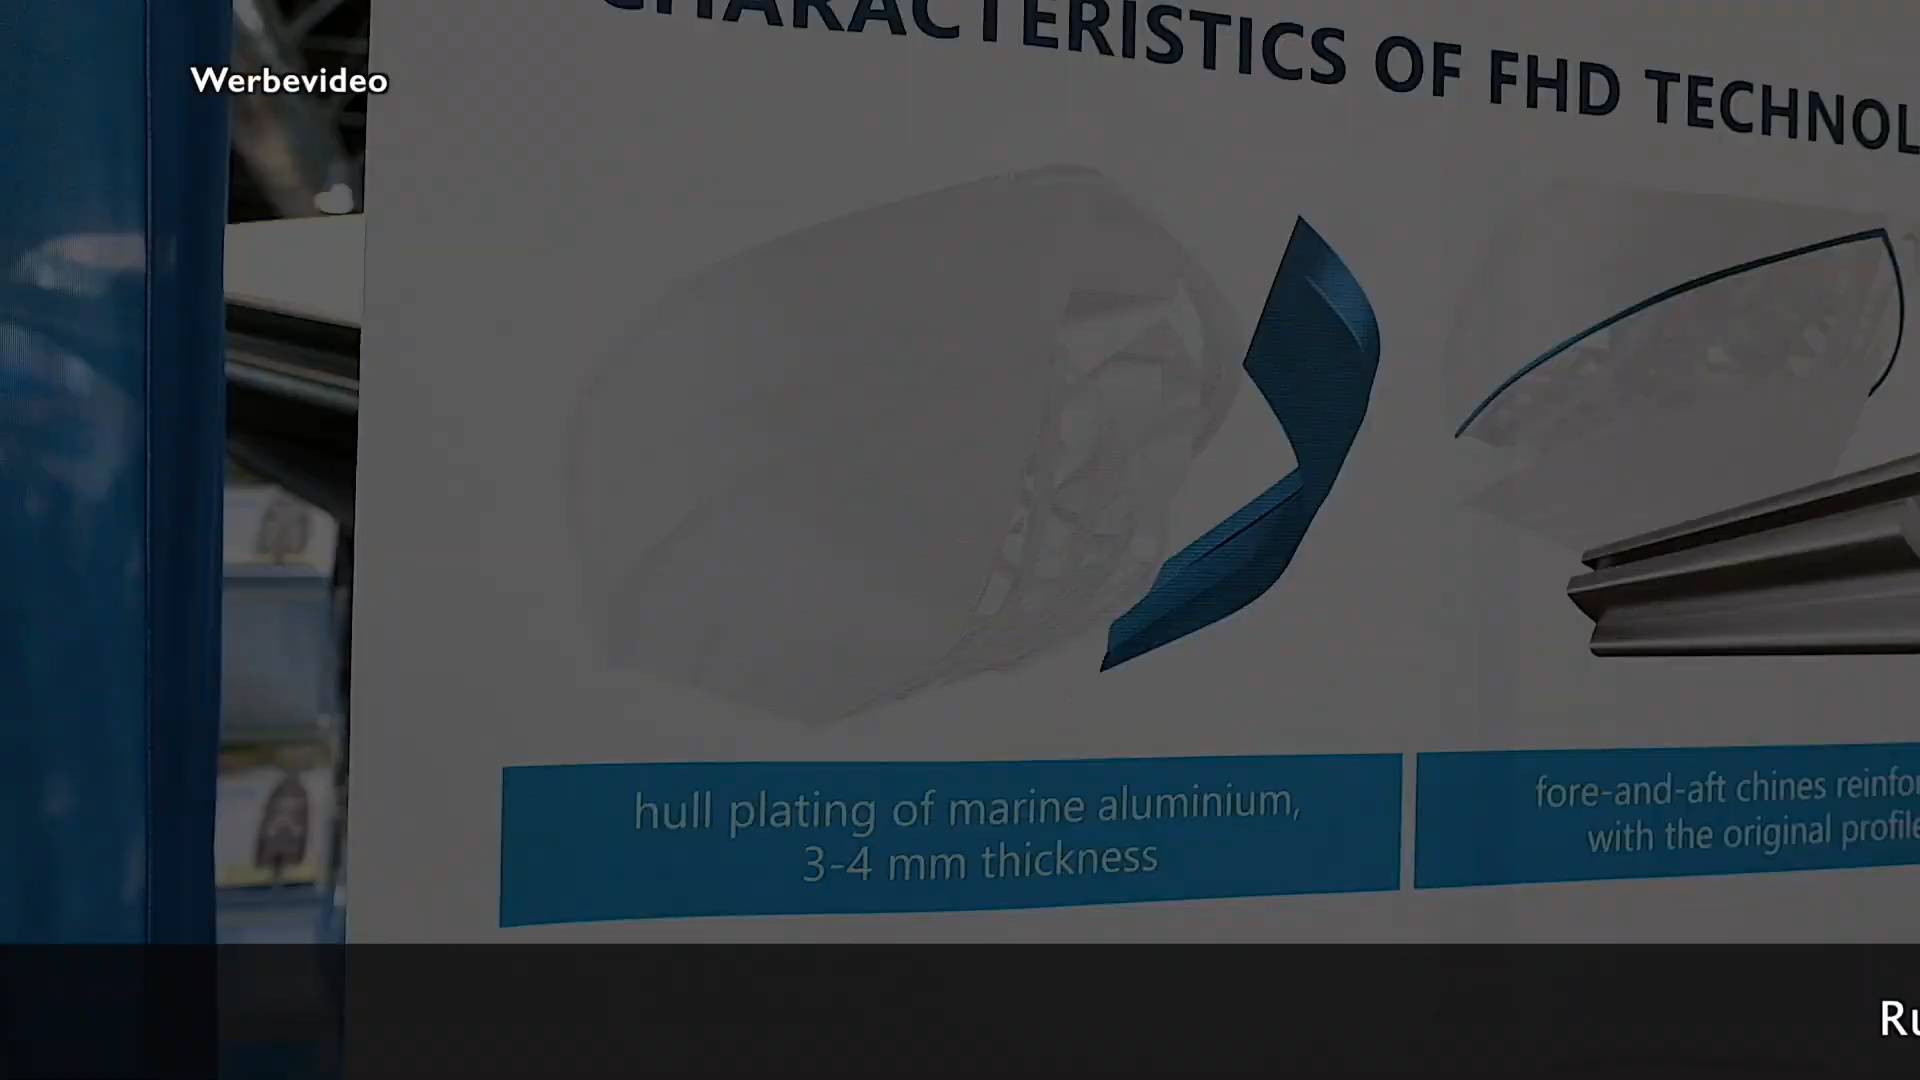 Werbevideo
CHARACTERISTICS OF FHD TECHNOL
hull plating of marine aluminium,
3-4 mm thickness
fore-and-aft chines reinfor
with the original profile
Ru